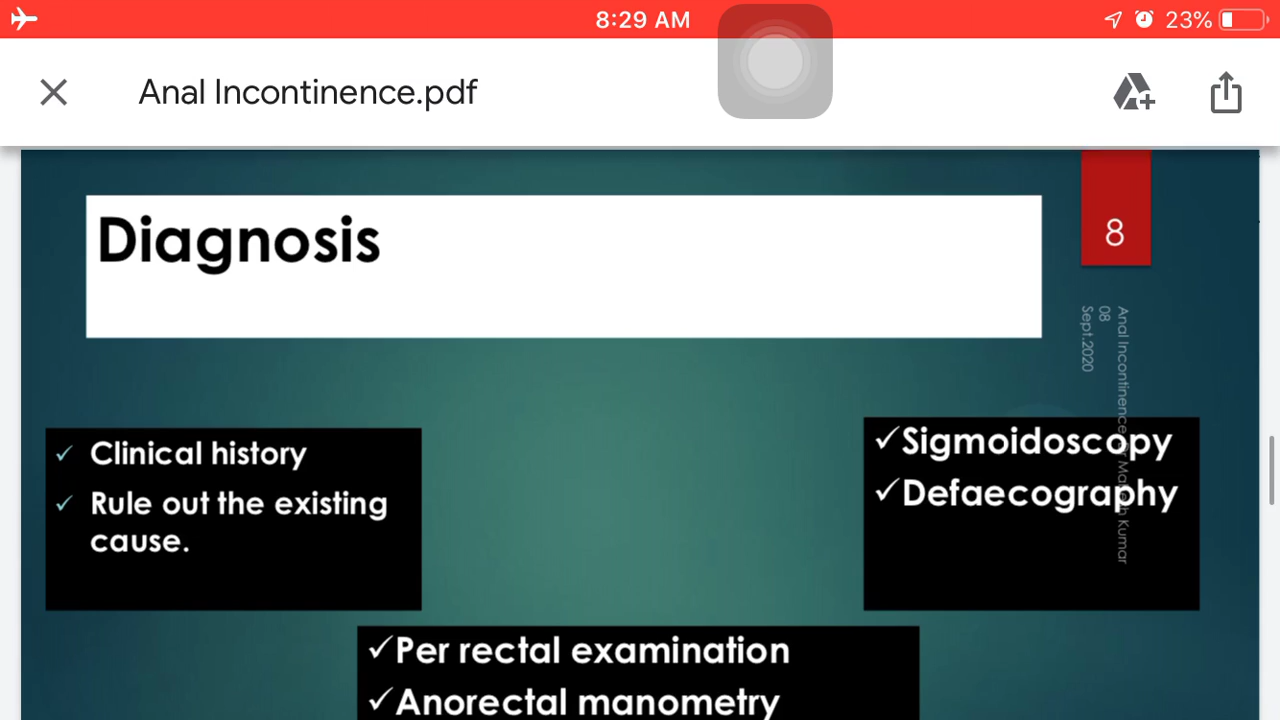 8:29 AM
23%
Anal Incontinence.pdf
Diagnosis
8
08
Sept.2020
Anal Incontinence
Kumar
✓ Clinical history
✓ Rule out the existing
cause.
✓Sigmoidoscopy
✓Defaecography
✓Per rectal examination
✓Anorectal manometry